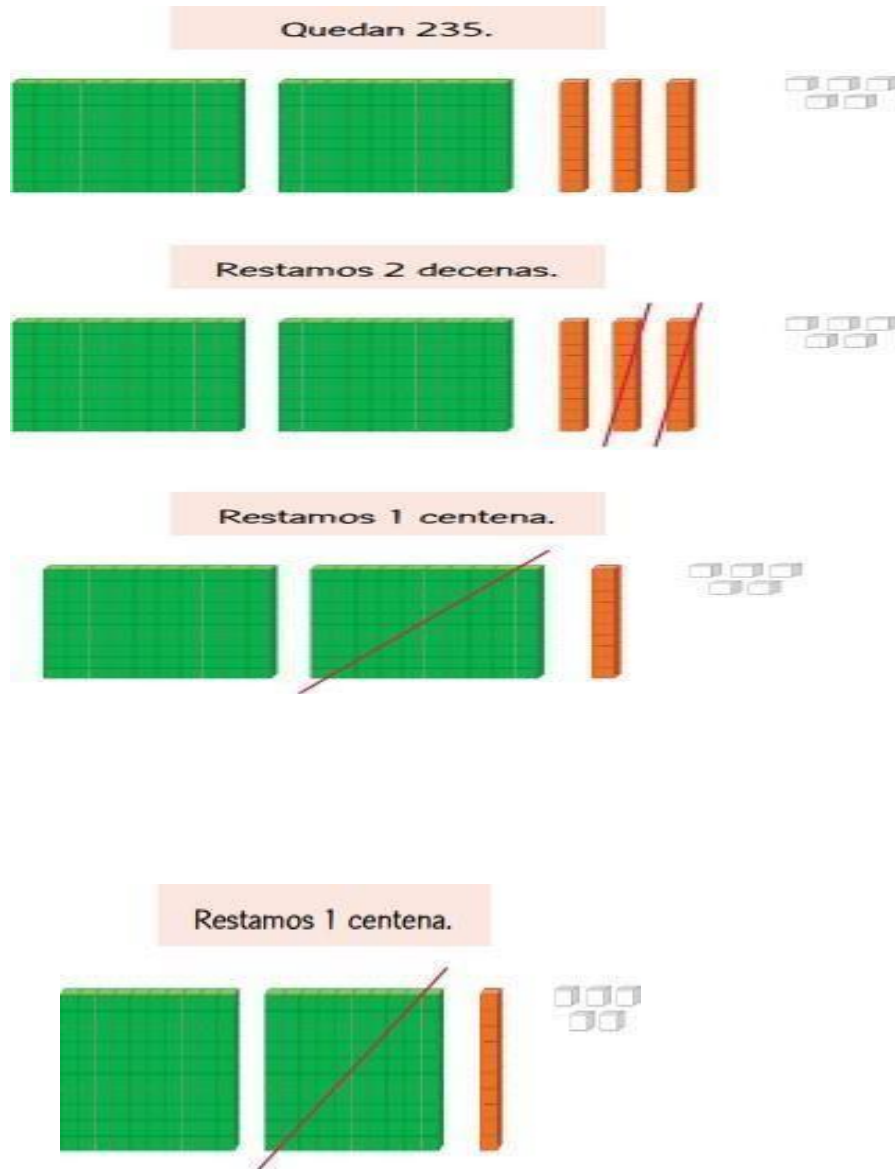 Quedan 235.
Restamos 2 decenas.
Restamos 1 centena.
Restamos 1 centena.